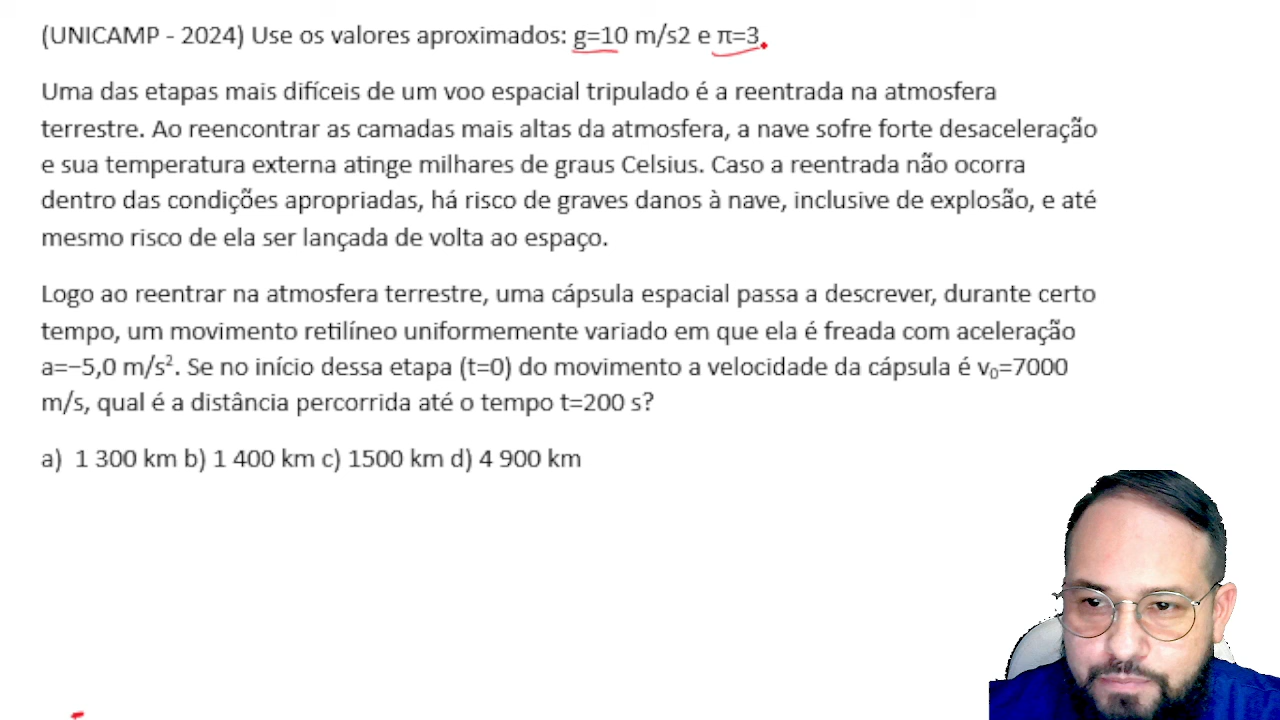 (UNICAMP - 2024) Use os valores aproximados: g=10 m/s2 e π=3.
Uma das etapas mais difíceis de um voo espacial tripulado é a reentrada na atmosfera
terrestre. Ao reencontrar as camadas mais altas da atmosfera, a nave sofre forte desaceleração
e sua temperatura externa atinge milhares de graus Celsius. Caso a reentrada não ocorra
dentro das condições apropriadas, há risco de graves danos à nave, inclusive de explosão, e até
mesmo risco de ela ser lançada de volta ao espaço.
Logo ao reentrar na atmosfera terrestre, uma cápsula espacial passa a descrever, durante certo
tempo, um movimento retilíneo uniformemente variado em que ela é freada com aceleração
a=−5,0 m/s². Se no início dessa etapa (t=0) do movimento a velocidade da cápsula é v₀=7000
m/s, qual é a distância percorrida até o tempo t=200 s?
a) 1 300 km b) 1 400 km c) 1500 km d) 4 900 km